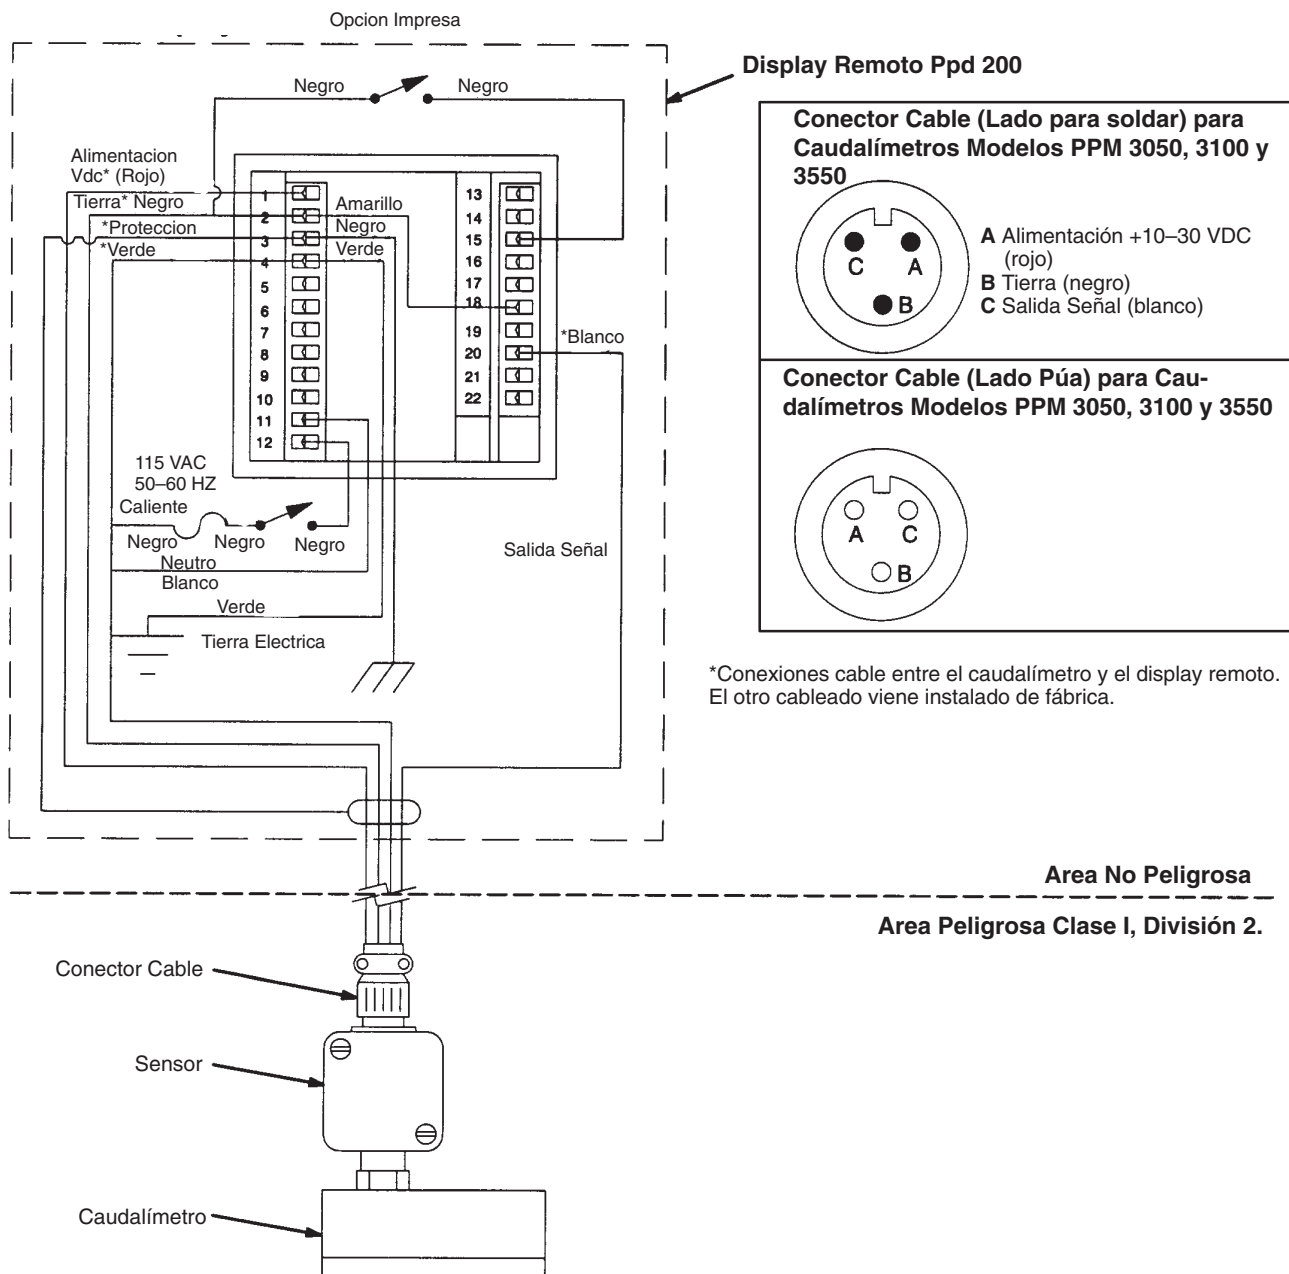 Opcion Impresa
Display Remoto Ppd 200
Negro
Negro
Alimentacion
Vdc* (Rojo)
Tierra* Negro
*Proteccion
*Verde
Amarillo
Negro
Verde
1
2
3
4
5
6
7
8
9
10
11
12
13
14
15
16
17
18
19
20
21
22
*Blanco
115 VAC
50–60 HZ
Caliente
Negro
Negro
Negro
Neutro
Blanco
Verde
Tierra Electrica
Salida Señal
Conector Cable (Lado para soldar) para
Caudalímetros Modelos PPM 3050, 3100 y
3550
C
A
B
A Alimentación +10–30 VDC
(rojo)
B Tierra (negro)
C Salida Señal (blanco)
Conector Cable (Lado Púa) para Cau-
dalímetros Modelos PPM 3050, 3100 y 3550
A
C
B
*Conexiones cable entre el caudalímetro y el display remoto.
El otro cableado viene instalado de fábrica.
Area No Peligrosa
Area Peligrosa Clase I, División 2.
Conector Cable
Sensor
Caudalímetro